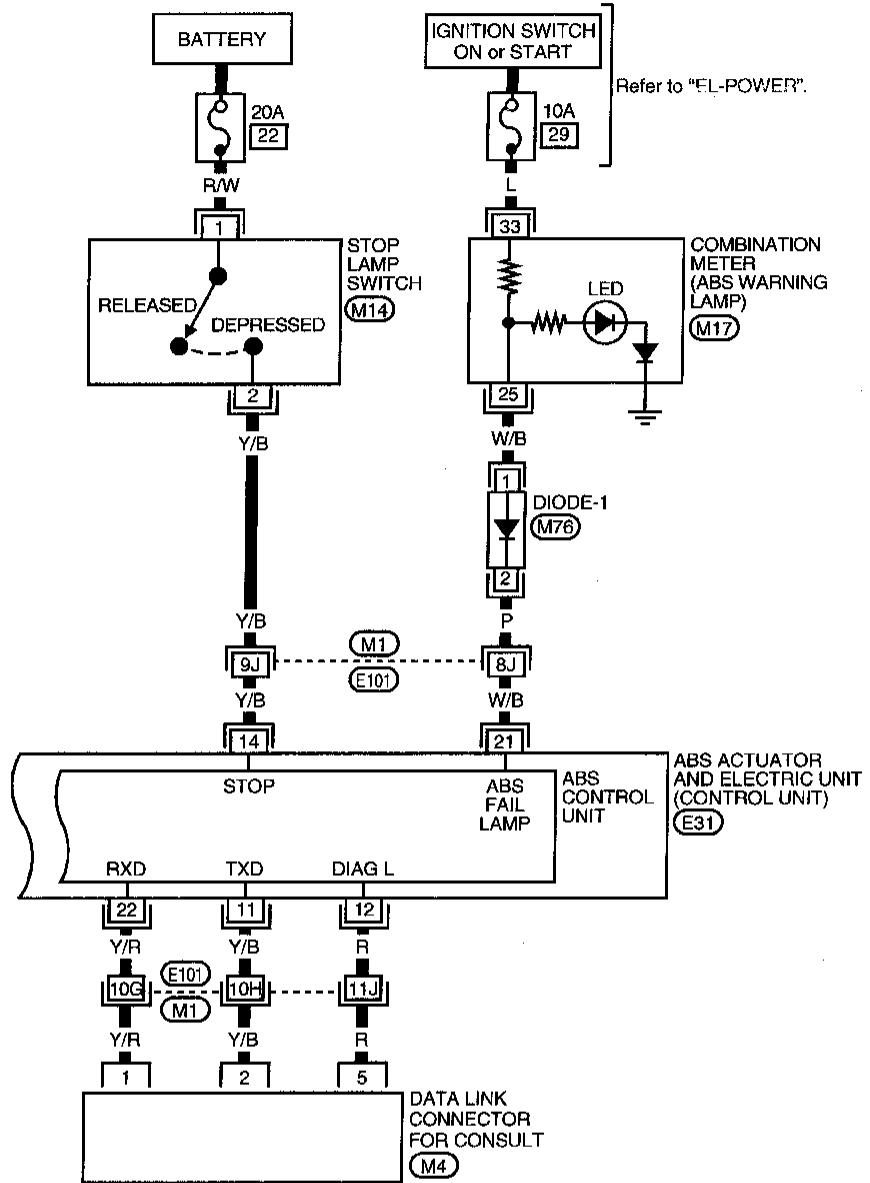 BATTERY
IGNITION SWITCH
ON or START
Refer to "EL-POWER".
20A
22
10A
29
R/W
L
1
33
STOP
LAMP
SWITCH
M14
RELEASED
DEPRESSED
COMBINATION
METER
(ABS WARNING
LAMP)
M17
LED
2
25
Y/B
W/B
1
DIODE-1
M76
2
Y/B
P
M1
9J
8J
E101
Y/B
W/B
14
21
STOP
ABS
FAIL
LAMP
ABS
CONTROL
UNIT
ABS ACTUATOR
AND ELECTRIC UNIT
(CONTROL UNIT)
E31
RXD
TXD
DIAG L
22
11
12
Y/R
Y/B
R
E101
10G
10H
11J
M1
Y/R
Y/B
R
1
2
5
DATA LINK
CONNECTOR
FOR CONSULT
M4